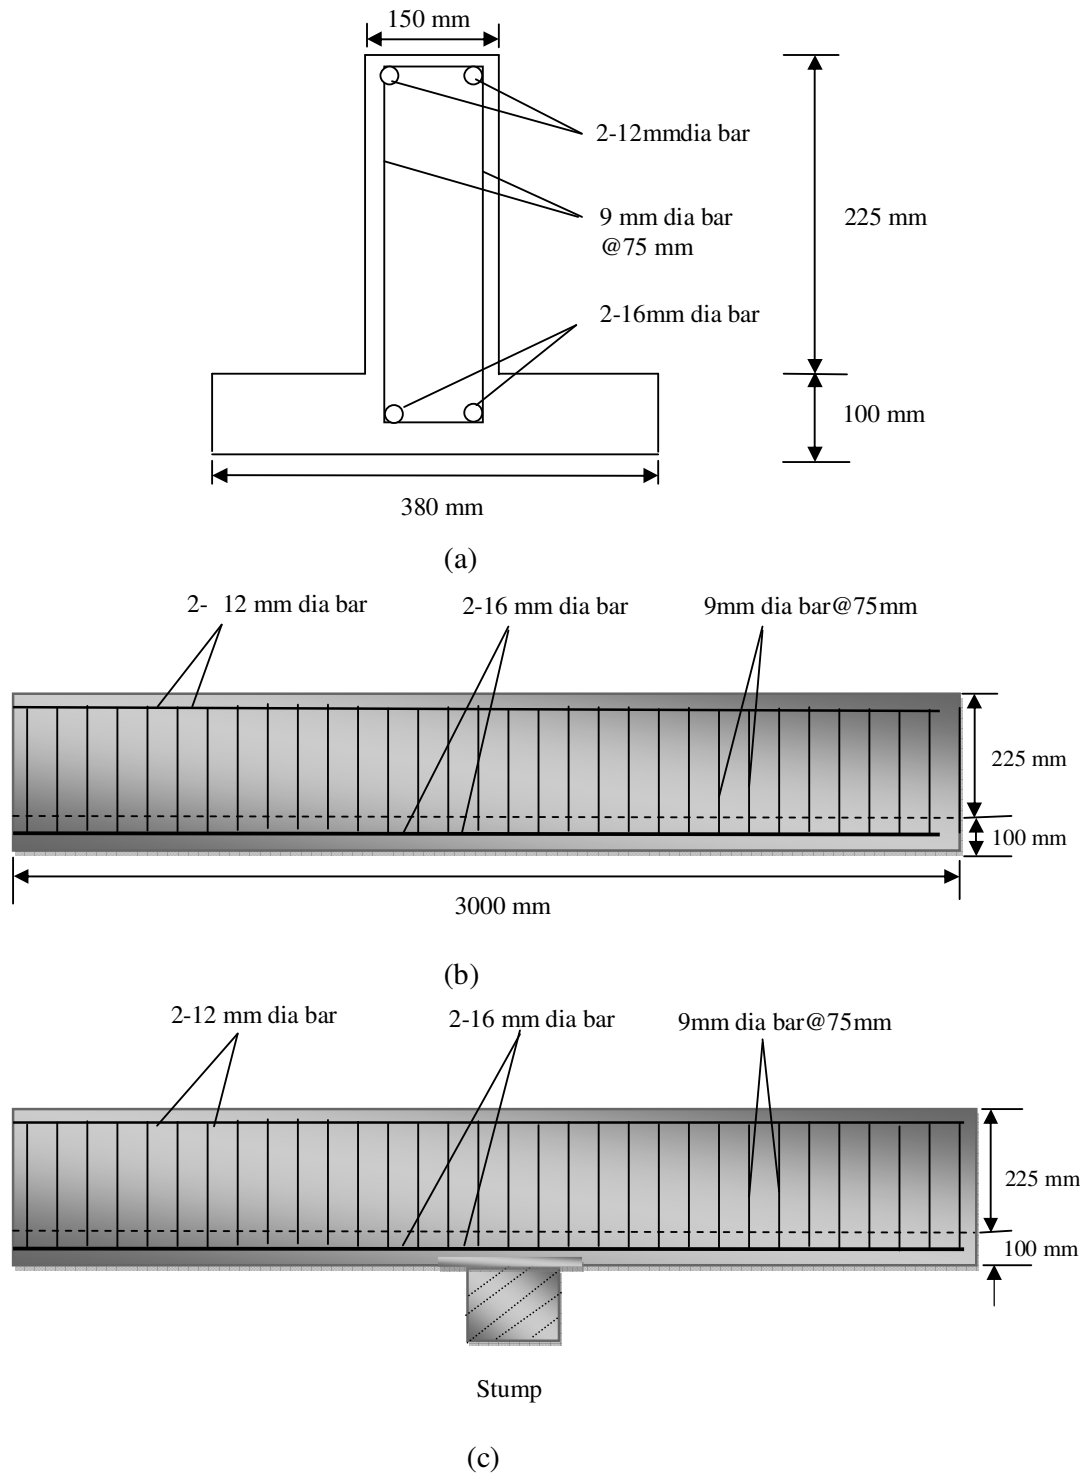 150 mm
2-12mmdia bar
9 mm dia bar
@75 mm
225 mm
2-16mm dia bar
100 mm
380 mm
(a)
2- 12 mm dia bar
2-16 mm dia bar
9mm dia bar@75mm
225 mm
100 mm
3000 mm
(b)
2-12 mm dia bar
2-16 mm dia bar
9mm dia bar@75mm
225 mm
100 mm
Stump
(c)